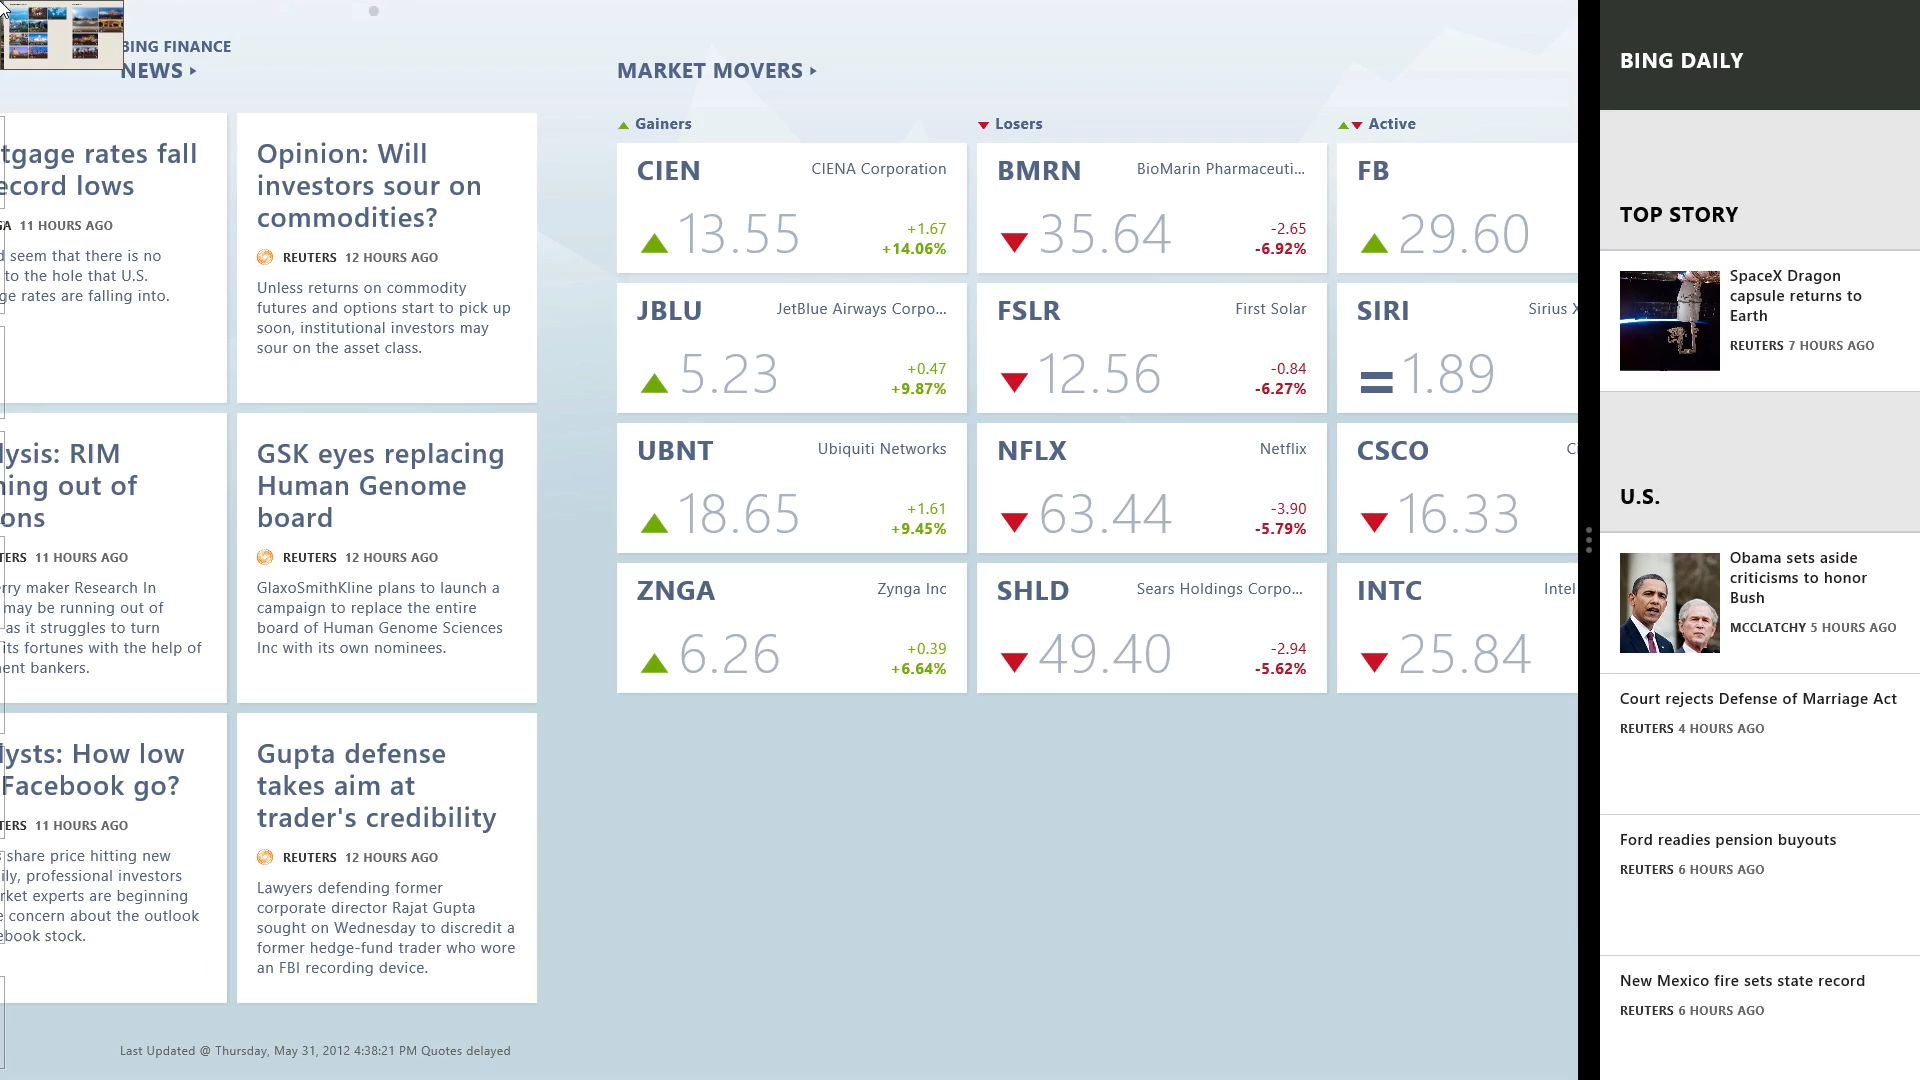 BING FINANCE
NEWS
tgage rates fall
ecord lows
GA 11 HOURS AGO
d seem that there is no
to the hole that U.S.
ge rates are falling into.
Opinion: Will
investors sour on
commodities?
REUTERS 12 HOURS AGO
Unless returns on commodity
futures and options start to pick up
soon, institutional investors may
sour on the asset class.
lysis: RIM
ning out of
ons
TERS 11 HOURS AGO
rry maker Research In
may be running out of
as it struggles to turn
its fortunes with the help of
ent bankers.
GSK eyes replacing
Human Genome
board
REUTERS 12 HOURS AGO
GlaxoSmithKline plans to launch a
campaign to replace the entire
board of Human Genome Sciences
Inc with its own nominees.
lysts: How low
Facebook go?
TERS 11 HOURS AGO
share price hitting new
ily, professional investors
rket experts are beginning
e concern about the outlook
ebook stock.
Gupta defense
takes aim at
trader's credibility
REUTERS 12 HOURS AGO
Lawyers defending former
corporate director Rajat Gupta
sought on Wednesday to discredit a
former hedge-fund trader who wore
an FBI recording device.
Last Updated @ Thursday, May 31, 2012 4:38:21 PM Quotes delayed
MARKET MOVERS
Gainers
CIEN CIENA Corporation
13.55 +1.67
+14.06%
JBLU JetBlue Airways Corpo...
5.23 +0.47
+9.87%
UBNT Ubiquiti Networks
18.65 +1.61
+9.45%
ZNGA Zynga Inc
6.26 +0.39
+6.64%
Losers
BMRN BioMarin Pharmaceuti...
35.64 -2.65
-6.92%
FSLR First Solar
12.56 -0.84
-6.27%
NFLX Netflix
63.44 -3.90
-5.79%
SHLD Sears Holdings Corpo...
49.40 -2.94
-5.62%
Active
FB
29.60
SIRI Sirius X
1.89
CSCO Ci
16.33
INTC Intel
25.84
BING DAILY
TOP STORY
SpaceX Dragon
capsule returns to
Earth
REUTERS 7 HOURS AGO
U.S.
Obama sets aside
criticisms to honor
Bush
MCCLATCHY 5 HOURS AGO
Court rejects Defense of Marriage Act
REUTERS 4 HOURS AGO
Ford readies pension buyouts
REUTERS 6 HOURS AGO
New Mexico fire sets state record
REUTERS 6 HOURS AGO